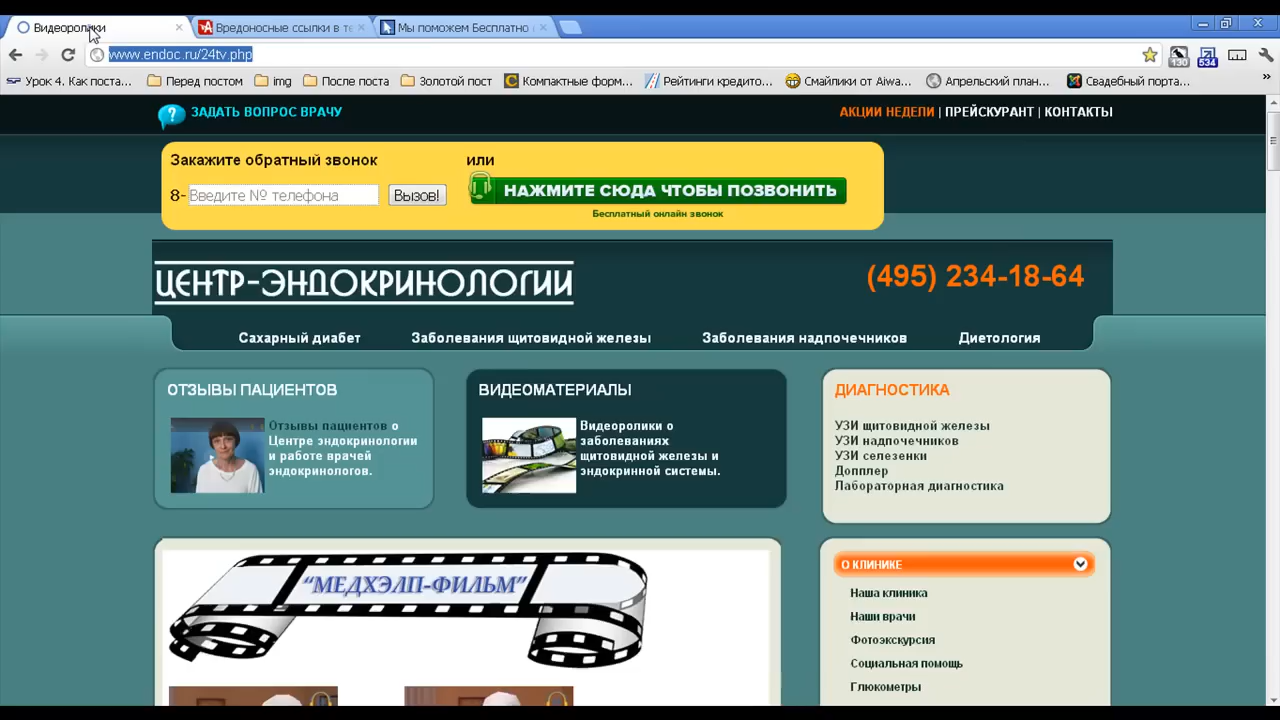 Видеоролики
Вредоносные ссылки в те
Мы поможем Бесплатно
www.endoc.ru/24tv.php
130
534
Урок 4. Как поста...
Перед постом
img
После поста
Золотой пост
Компактные форм...
Рейтинги кредито...
Смайлики от Aiwa...
Апрельский план...
Свадебный порта...
»
ЗАДАТЬ ВОПРОС ВРАЧУ
АКЦИИ НЕДЕЛИ | ПРЕЙСКУРАНТ | КОНТАКТЫ
Закажите обратный звонок
или
8-
Введите № телефона
Вызов!
НАЖМИТЕ СЮДА ЧТОБЫ ПОЗВОНИТЬ
Бесплатный онлайн звонок
ЦЕНТР-ЭНДОКРИНОЛОГИИ
(495) 234-18-64
Сахарный диабет
Заболевания щитовидной железы
Заболевания надпочечников
Диетология
ОТЗЫВЫ ПАЦИЕНТОВ
Отзывы пациентов о
Центре эндокринологии
и работе врачей
эндокринологов.
ВИДЕОМАТЕРИАЛЫ
Видеоролики о
заболеваниях
щитовидной железы и
эндокринной системы.
ДИАГНОСТИКА
УЗИ щитовидной железы
УЗИ надпочечников
УЗИ селезенки
Допплер
Лабораторная диагностика
“МЕДХЭЛП-ФИЛЬМ”
О КЛИНИКЕ
Наша клиника
Наши врачи
Фотоэкскурсия
Социальная помощь
Глюкометры